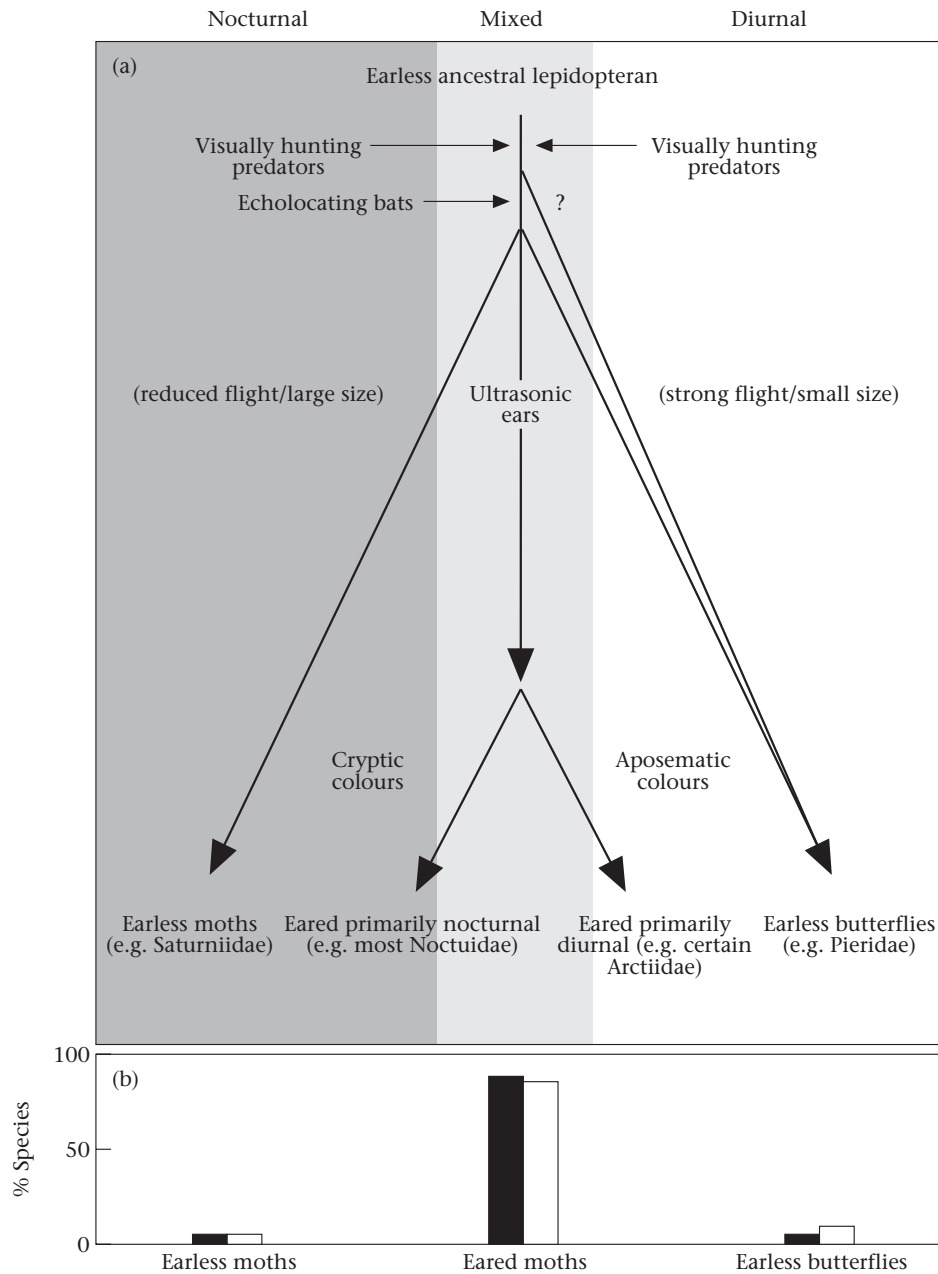 Nocturnal Mixed Diurnal
(a)
Earless ancestral lepidopteran
Visually hunting
predators
Visually hunting
predators
Echolocating bats
?
(reduced flight/large size)
Ultrasonic
ears
(strong flight/small size)
Cryptic
colours
Aposematic
colours
Earless moths
(e.g. Saturniidae)
Eared primarily nocturnal
(e.g. most Noctuidae)
Eared primarily
diurnal (e.g. certain
Arctiidae)
Earless butterflies
(e.g. Pieridae)
(b)
% Species
100
50
0
Earless moths
Eared moths
Earless butterflies